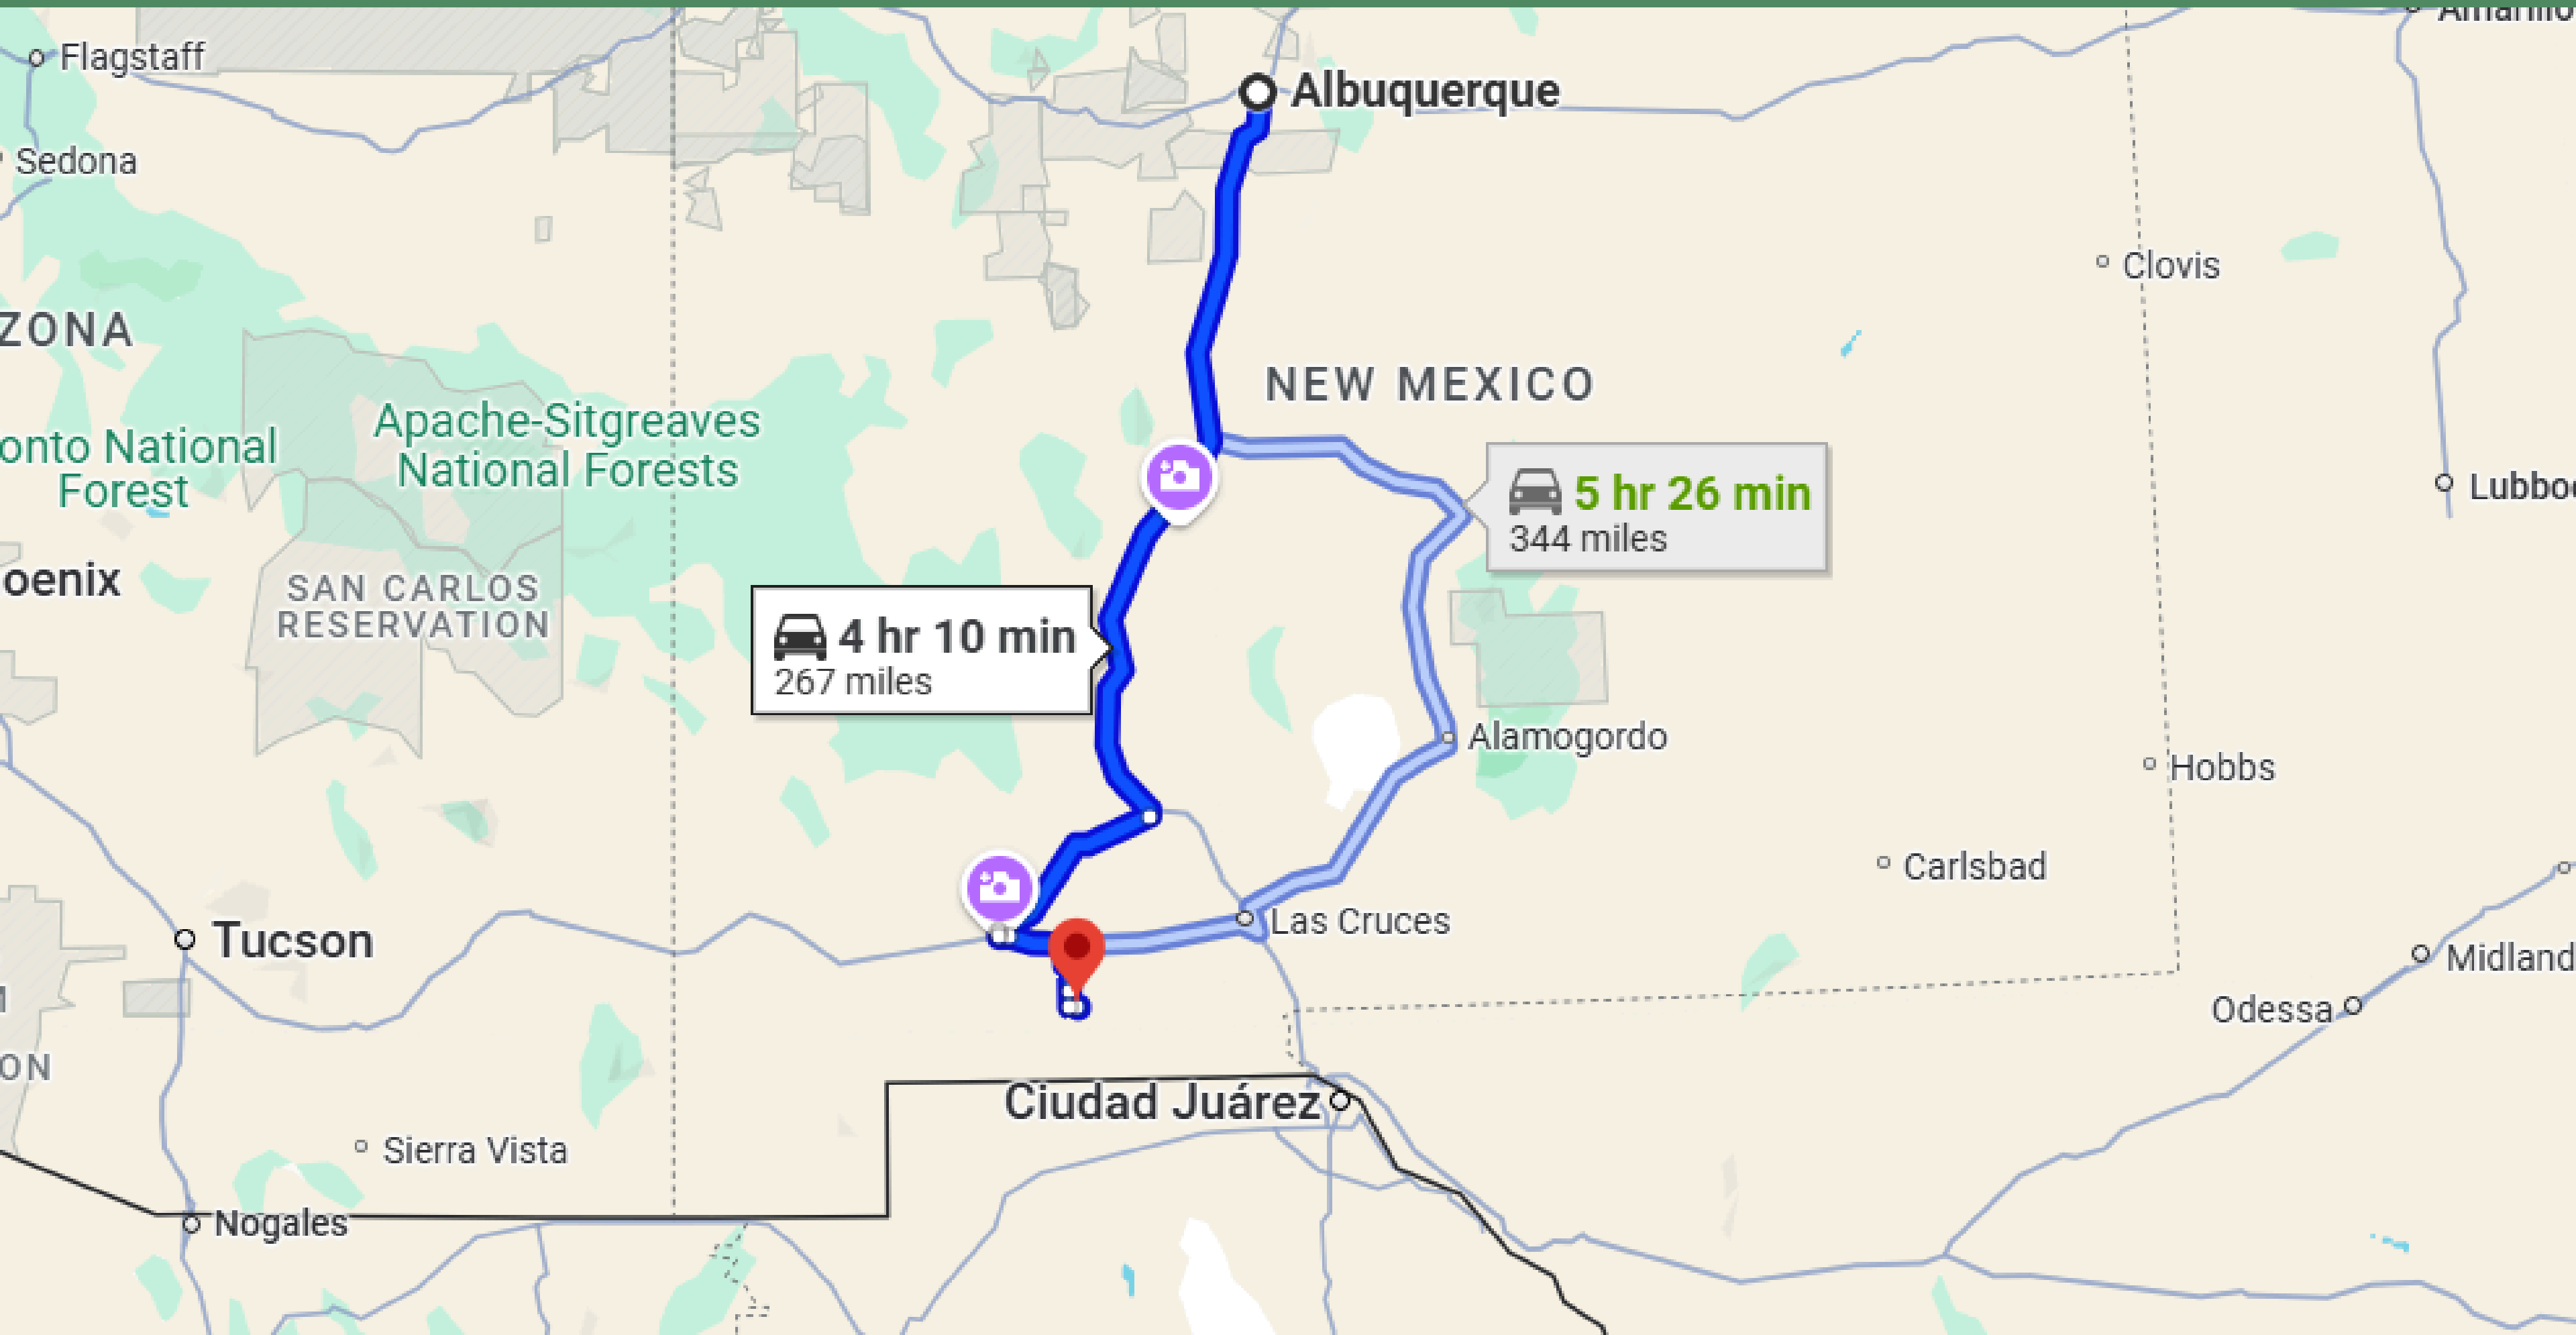 Flagstaff
Albuquerque
Sedona
Clovis
ZONA
NEW MEXICO
Apache-Sitgreaves
National Forests
onto National
Forest
5 hr 26 min
344 miles
Lubbo
oenix
SAN CARLOS
RESERVATION
4 hr 10 min
267 miles
Alamogordo
Hobbs
Carlsbad
Tucson
Las Cruces
Midland
Odessa
ON
Ciudad Juárez
Sierra Vista
Nogales